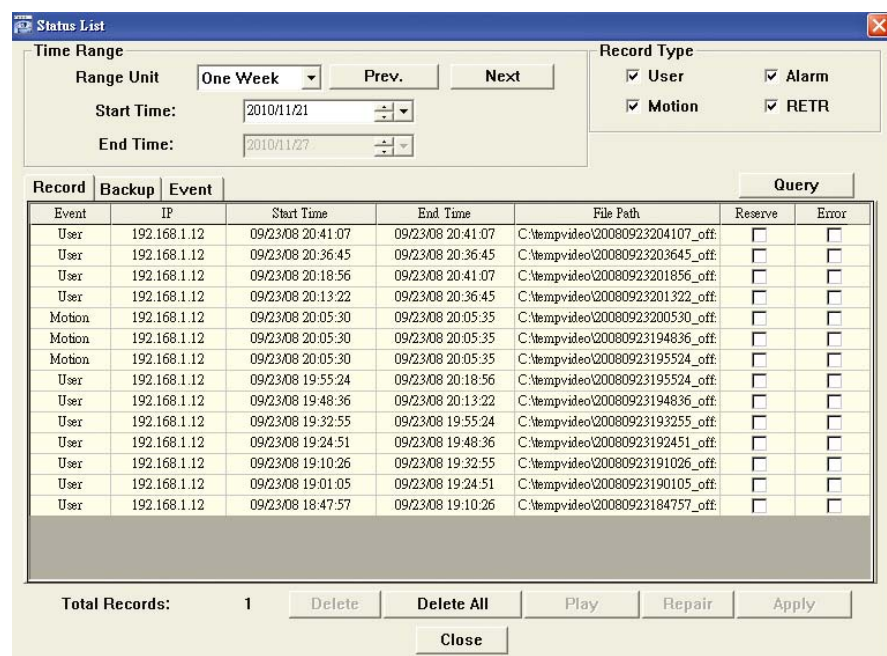 Status List
Time Range
Record Type
Range Unit One Week Prev. Next
User Alarm
Start Time: 2010/11/21
Motion RETR
End Time: 2010/11/27
Record Backup Event Query
Event IP Start Time End Time File Path Reserve Error
User 192.168.1.12 09/23/08 20:41:07 09/23/08 20:41:07 C:\tempvideo\20080923204107_off:
User 192.168.1.12 09/23/08 20:36:45 09/23/08 20:36:45 C:\tempvideo\20080923203645_off:
User 192.168.1.12 09/23/08 20:18:56 09/23/08 20:41:07 C:\tempvideo\20080923201856_off:
User 192.168.1.12 09/23/08 20:13:22 09/23/08 20:36:45 C:\tempvideo\20080923201322_off:
Motion 192.168.1.12 09/23/08 20:05:30 09/23/08 20:05:35 C:\tempvideo\20080923200530_off:
Motion 192.168.1.12 09/23/08 20:05:30 09/23/08 20:05:35 C:\tempvideo\20080923194836_off:
Motion 192.168.1.12 09/23/08 20:05:30 09/23/08 20:05:35 C:\tempvideo\20080923195524_off:
User 192.168.1.12 09/23/08 19:55:24 09/23/08 20:18:56 C:\tempvideo\20080923195524_off:
User 192.168.1.12 09/23/08 19:48:36 09/23/08 20:13:22 C:\tempvideo\20080923194836_off:
User 192.168.1.12 09/23/08 19:32:55 09/23/08 19:55:24 C:\tempvideo\20080923193255_off:
User 192.168.1.12 09/23/08 19:24:51 09/23/08 19:48:36 C:\tempvideo\20080923192451_off:
User 192.168.1.12 09/23/08 19:10:26 09/23/08 19:32:55 C:\tempvideo\20080923191026_off:
User 192.168.1.12 09/23/08 19:01:05 09/23/08 19:24:51 C:\tempvideo\20080923190105_off:
User 192.168.1.12 09/23/08 18:47:57 09/23/08 19:10:26 C:\tempvideo\20080923184757_off:
Total Records: 1 Delete Delete All Play Repair Apply
Close